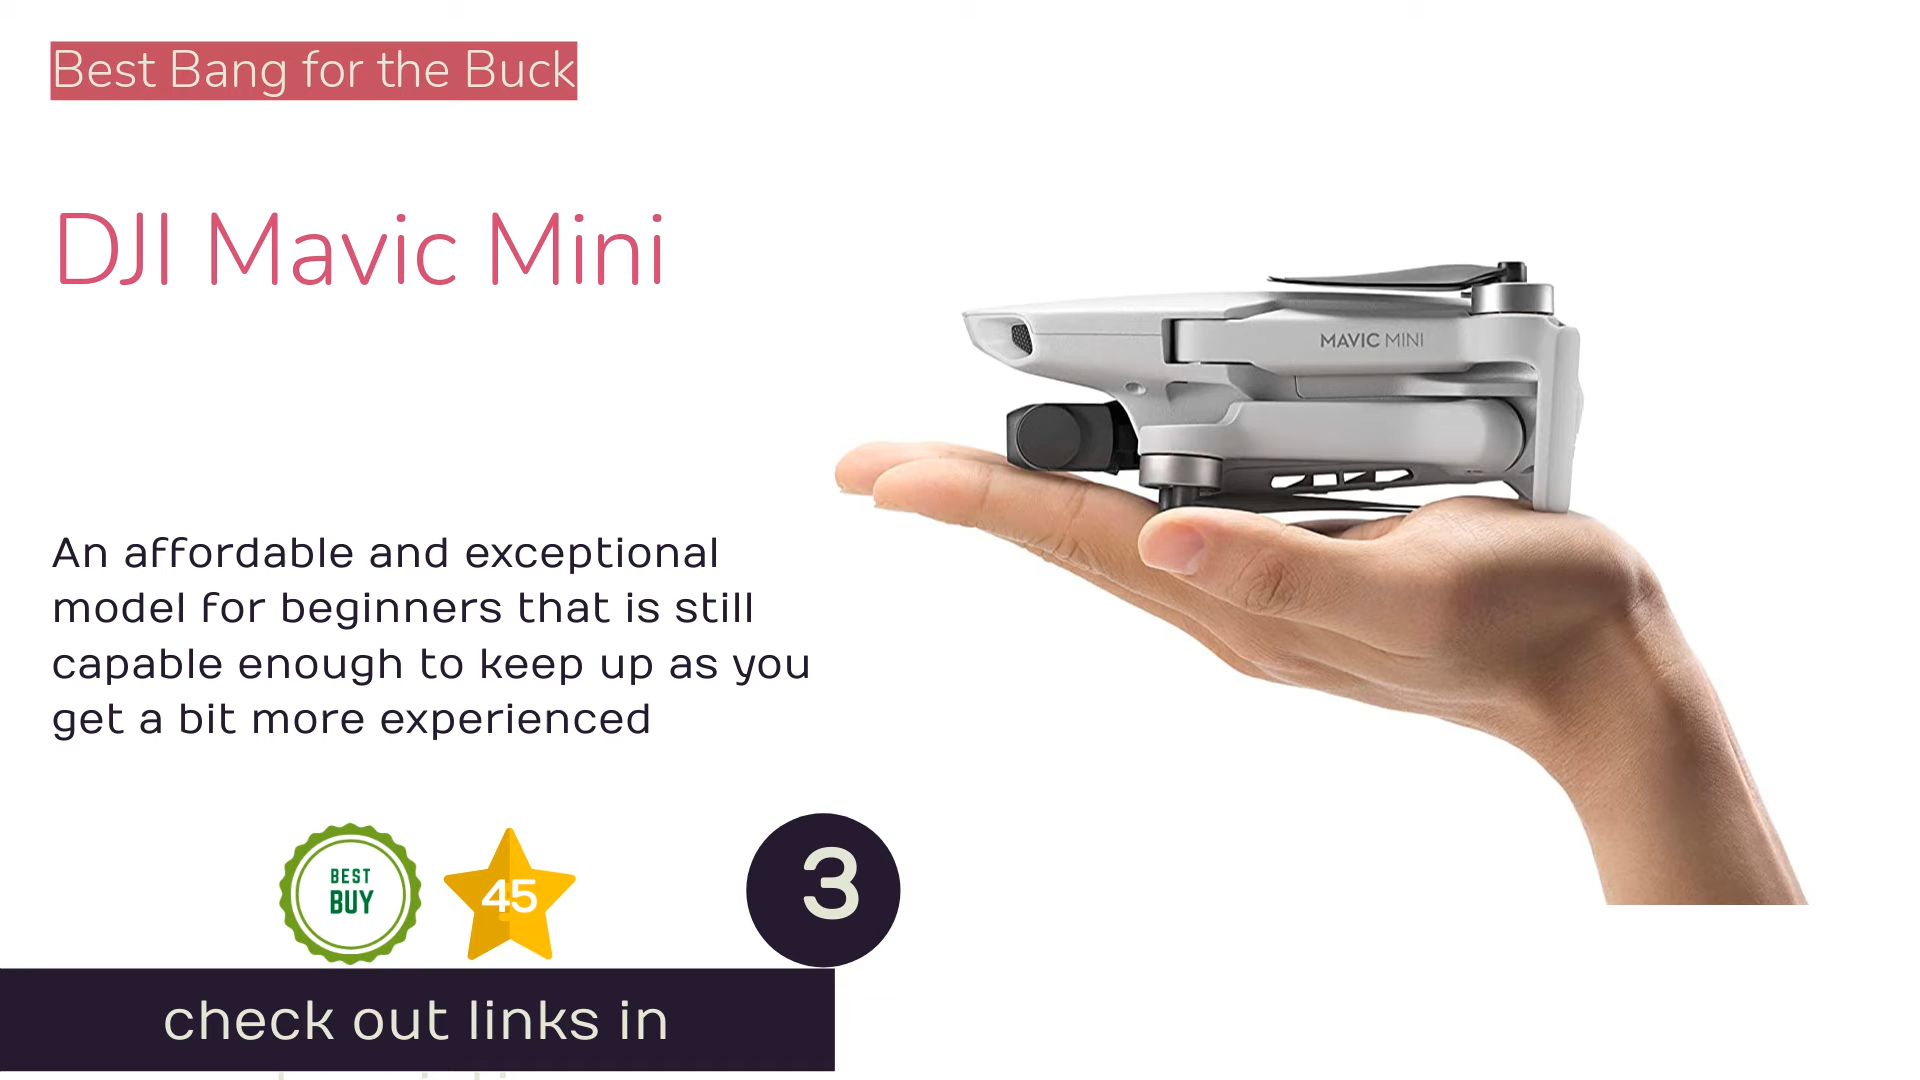 Best Bang for the Buck
DJI Mavic Mini
MAVIC MINI
An affordable and exceptional
model for beginners that is still
capable enough to keep up as you
get a bit more experienced
BEST
BUY
45
3
check out links in